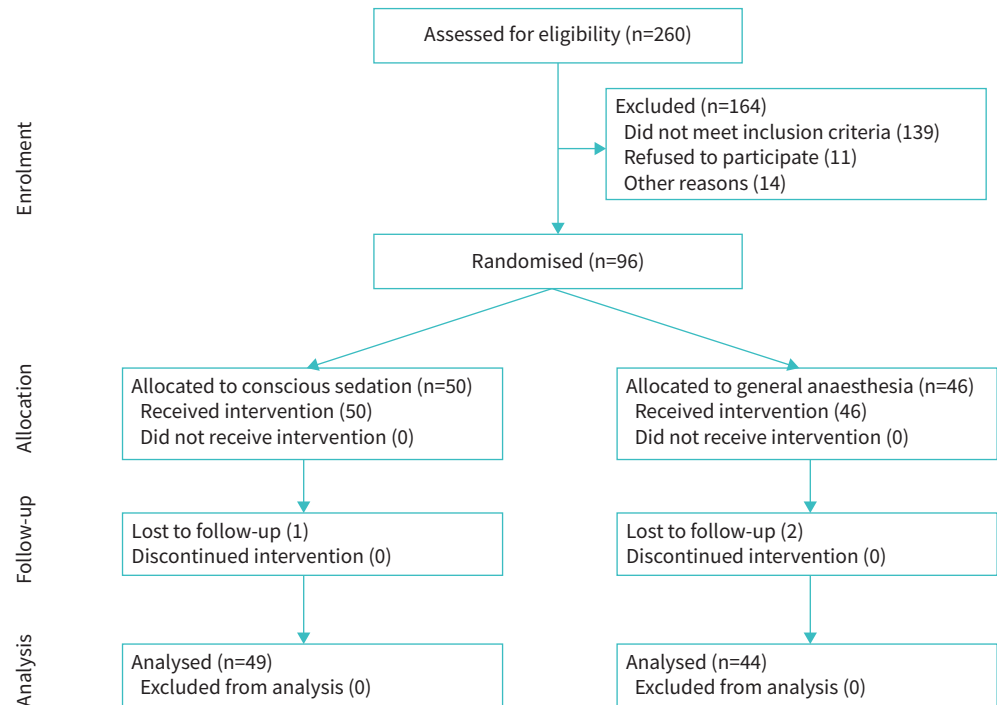 Assessed for eligibility (n=260)
Enrolment
Excluded (n=164)
Did not meet inclusion criteria (139)
Refused to participate (11)
Other reasons (14)
Randomised (n=96)
Allocation
Allocated to conscious sedation (n=50)
Received intervention (50)
Did not receive intervention (0)
Allocated to general anaesthesia (n=46)
Received intervention (46)
Did not receive intervention (0)
Follow-up
Lost to follow-up (1)
Discontinued intervention (0)
Lost to follow-up (2)
Discontinued intervention (0)
Analysis
Analysed (n=49)
Excluded from analysis (0)
Analysed (n=44)
Excluded from analysis (0)